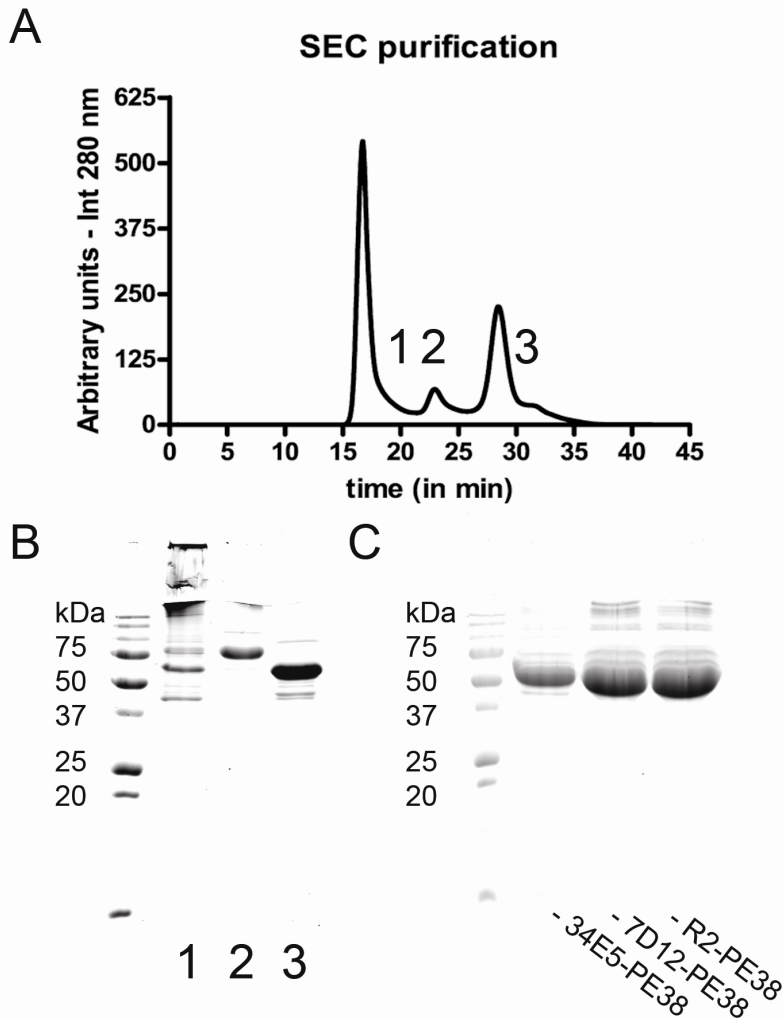 A
SEC purification
Arbitrary units - Int 280 nm
625
500
375
250
125
0
1 2 3
0 5 10 15 20 25 30 35 40 45
time (in min)
B
kDa
75
50
37
25
20
1 2 3
C
kDa
75
50
37
25
20
- 34E5-PE38
- 7D12-PE38
- R2-PE38